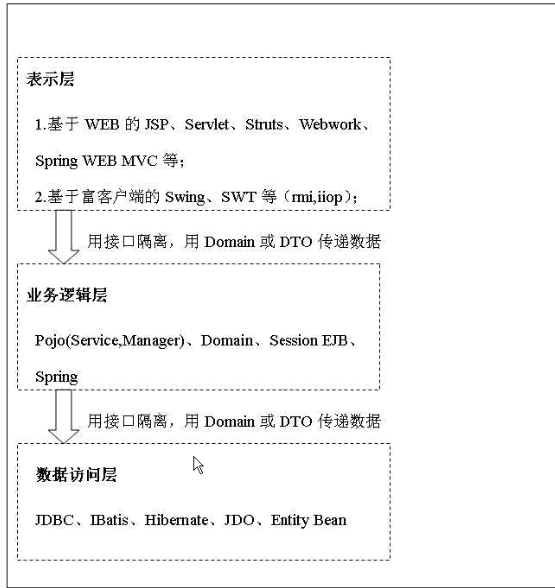 表示层
1.基于 WEB 的 JSP、Servlet、Struts、Webwork、
Spring WEB MVC 等;
2.基于富客户端的 Swing、SWT 等（rmi,iiop）;
用接口隔离，用 Domain 或 DTO 传递数据
业务逻辑层
Pojo(Service,Manager)、Domain、Session EJB、
Spring
用接口隔离，用 Domain 或 DTO 传递数据
数据访问层
JDBC、IBatis、Hibernate、JDO、Entity Bean